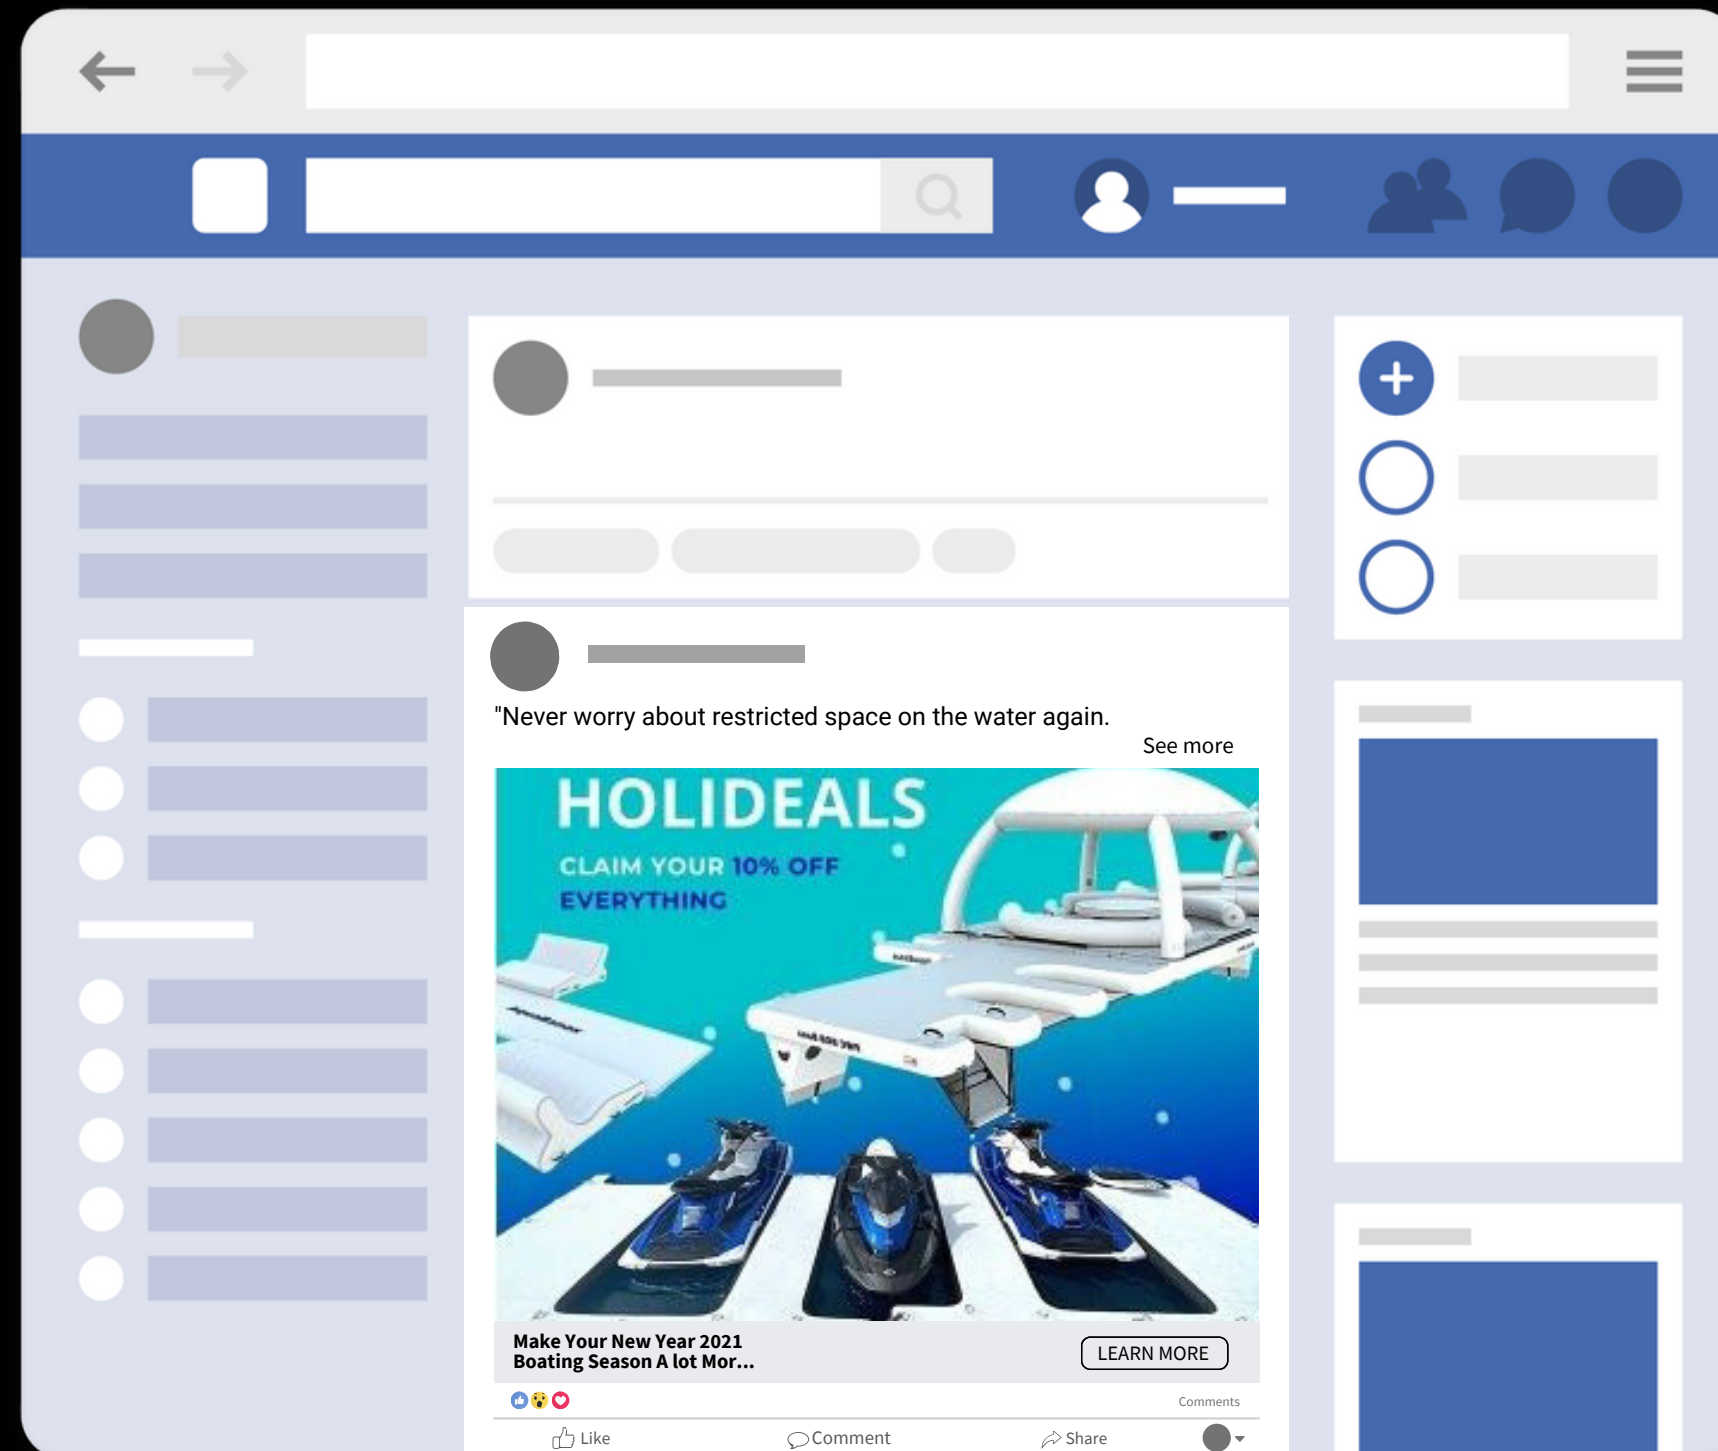 "Never worry about restricted space on the water again.
See more
HOLIDEALS
CLAIM YOUR 10% OFF
EVERYTHING
Make Your New Year 2021
Boating Season A lot Mor...
LEARN MORE
Comments
Like
Comment
Share